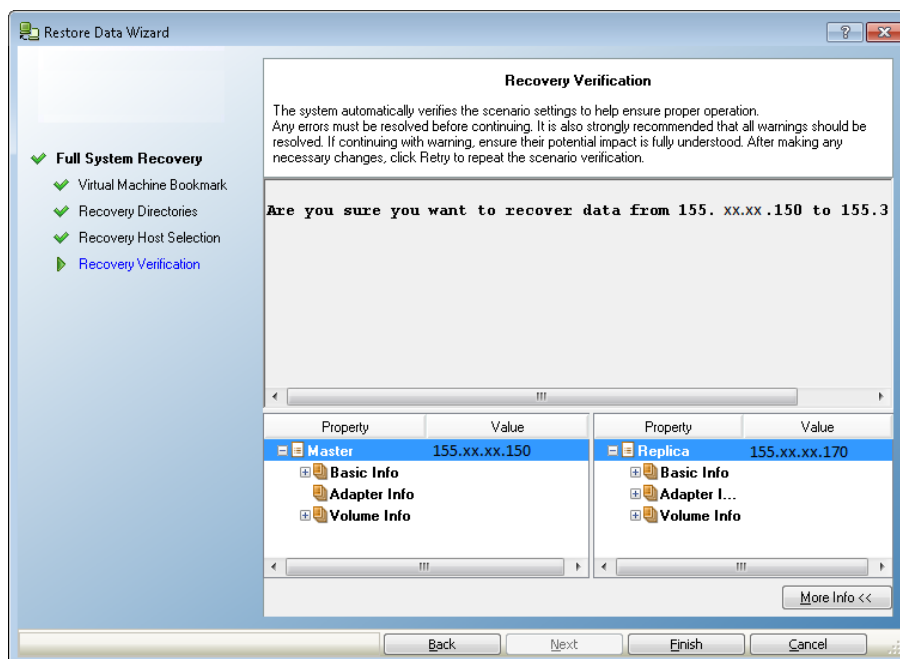 Restore Data Wizard
Recovery Verification
The system automatically verifies the scenario settings to help ensure proper operation.
Any errors must be resolved before continuing. It is also strongly recommended that all warnings should be
resolved. If continuing with warning, ensure their potential impact is fully understood. After making any
necessary changes, click Retry to repeat the scenario verification.
Full System Recovery
Virtual Machine Bookmark
Recovery Directories
Recovery Host Selection
Recovery Verification
Are you sure you want to recover data from 155. xx.xx .150 to 155.3
Property Value
Master 155.xx.xx.150
Basic Info
Adapter Info
Volume Info
Property Value
Replica 155.xx.xx.170
Basic Info
Adapter I...
Volume Info
More Info <<
Back Next Finish Cancel